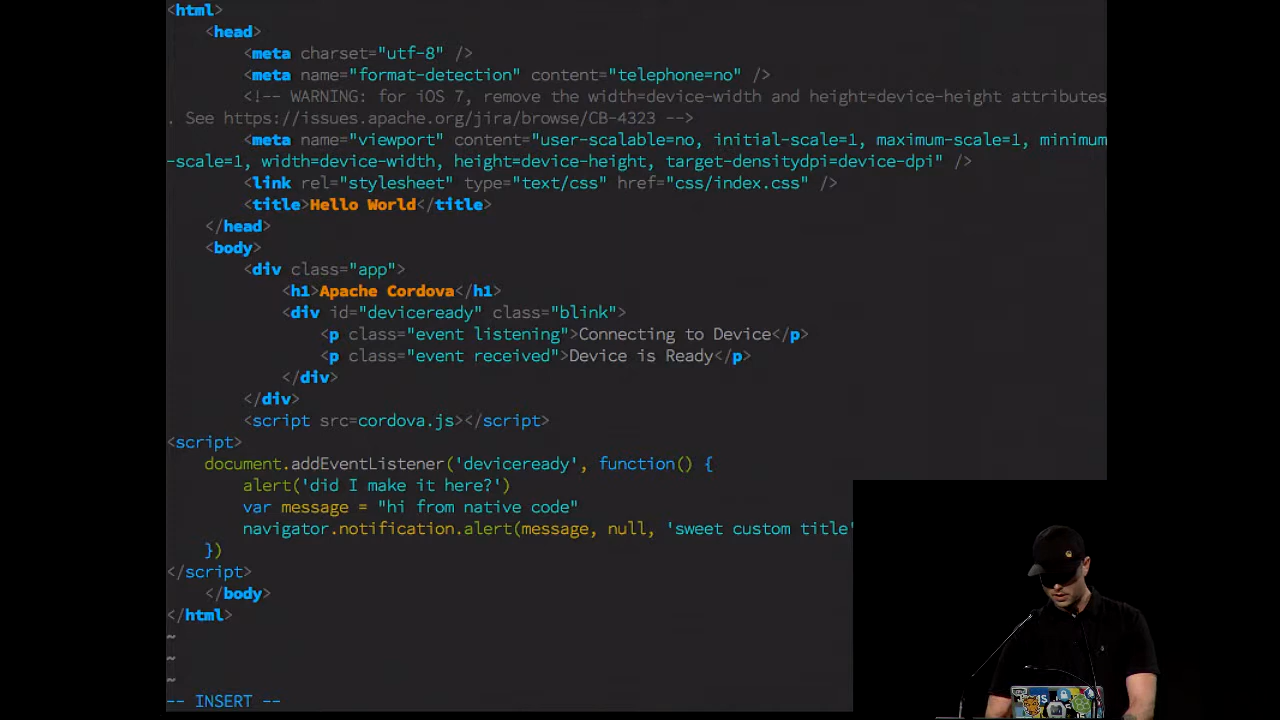 <html>
<head>
<meta charset="utf-8" />
<meta name="format-detection" content="telephone=no" />
<!-- WARNING: for iOS 7, remove the width=device-width and height=device-height attributes
. See https://issues.apache.org/jira/browse/CB-4323 -->
<meta name="viewport" content="user-scalable=no, initial-scale=1, maximum-scale=1, minimum
-scale=1, width=device-width, height=device-height, target-densitydpi=device-dpi" />
<link rel="stylesheet" type="text/css" href="css/index.css" />
<title>Hello World</title>
</head>
<body>
<div class="app">
<h1>Apache Cordova</h1>
<div id="deviceready" class="blink">
<p class="event listening">Connecting to Device</p>
<p class="event received">Device is Ready</p>
</div>
</div>
<script src=cordova.js></script>
<script>
document.addEventListener('deviceready', function() {
alert('did I make it here?')
var message = "hi from native code"
navigator.notification.alert(message, null, 'sweet custom title'
})
</script>
</body>
</html>
~
~
~
-- INSERT --